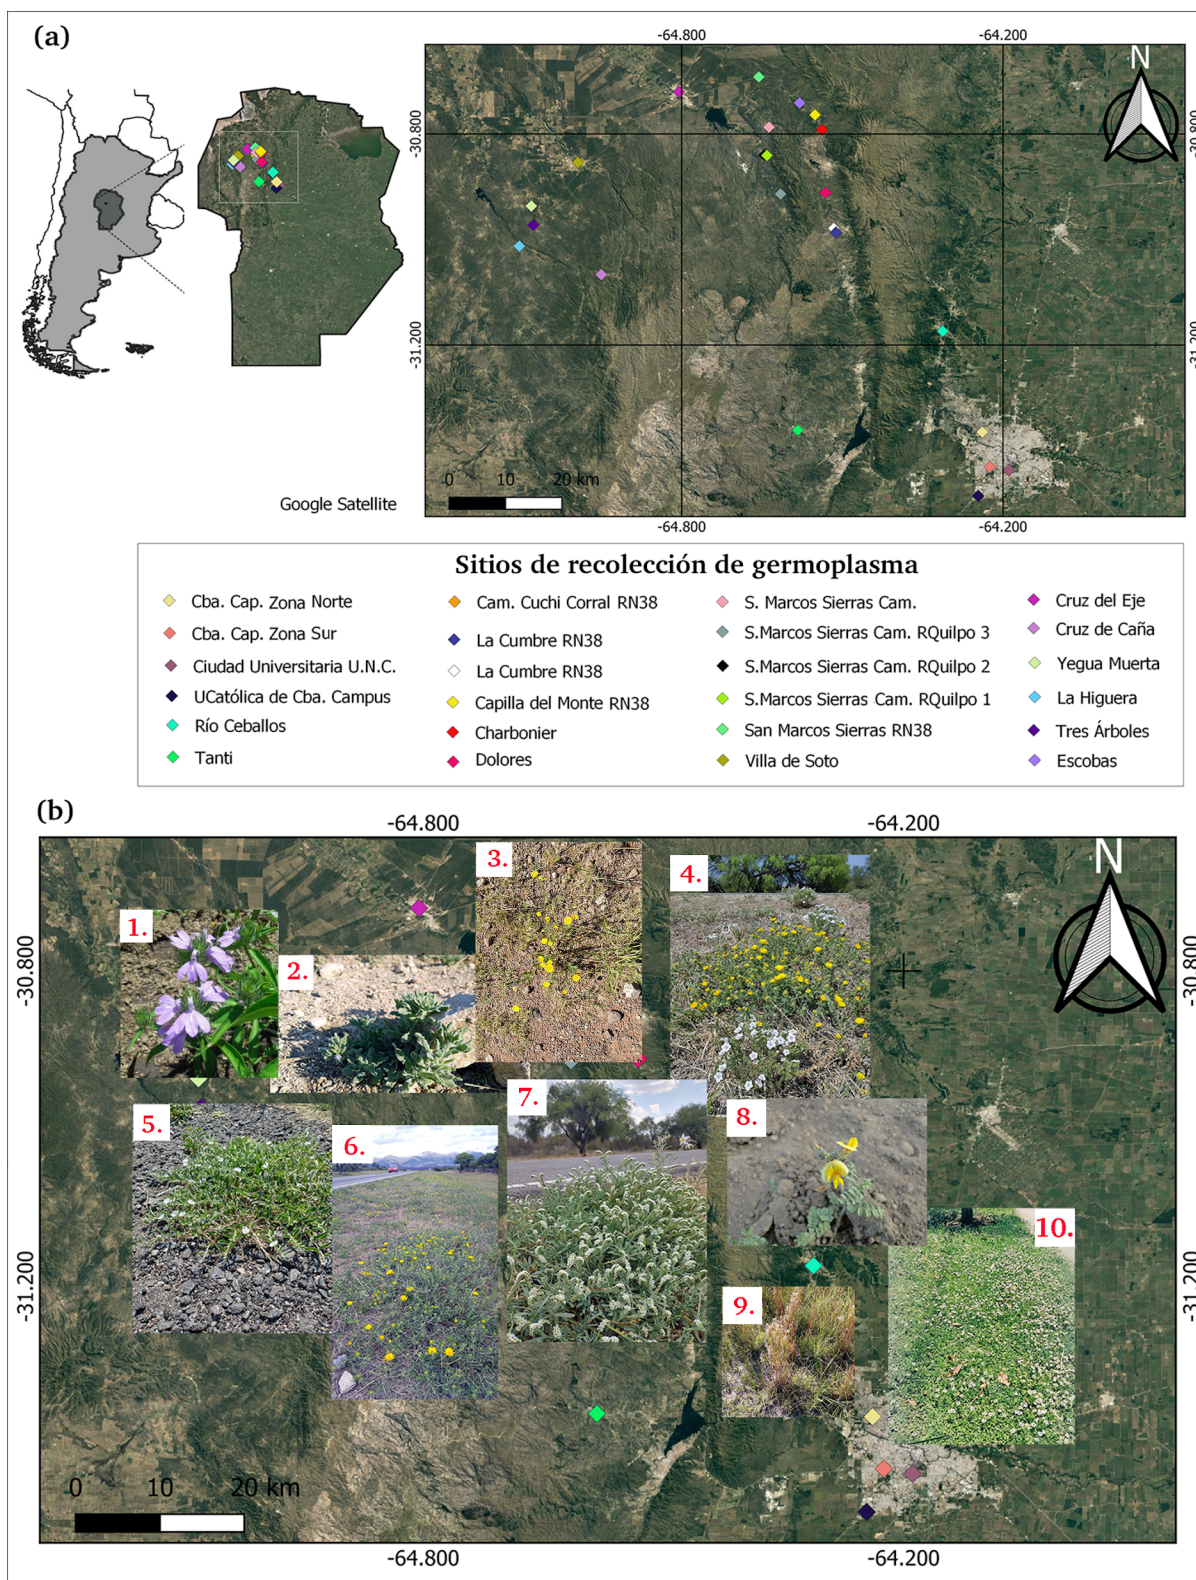 (a)
-64.800
-64.200
N
-30.800
-30.800
-31.200
-31.200
0 10 20 km
Google Satellite
-64.800
-64.200
Sitios de recolección de germoplasma
Cba. Cap. Zona Norte
Cba. Cap. Zona Sur
Ciudad Universitaria U.N.C.
UCatólica de Cba. Campus
Río Ceballos
Tanti
Cam. Cuchi Corral RN38
La Cumbre RN38
La Cumbre RN38
Capilla del Monte RN38
Charbonier
Dolores
S. Marcos Sierras Cam.
S.Marcos Sierras Cam. RQuilpo 3
S.Marcos Sierras Cam. RQuilpo 2
S.Marcos Sierras Cam. RQuilpo 1
San Marcos Sierras RN38
Villa de Soto
Cruz del Eje
Cruz de Caña
Yegua Muerta
La Higuera
Tres Árboles
Escobas
(b)
-64.800
-64.200
N
-30.800
-30.800
1.
2.
3.
4.
5.
6.
7.
8.
9.
10.
-31.200
-31.200
0 10 20 km
-64.800
-64.200